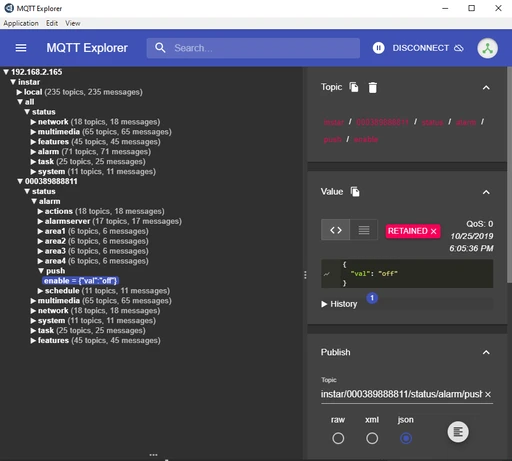 MQTT Explorer
Application Edit View
MQTT Explorer
Search...
DISCONNECT
192.168.2.165
instar
local (235 topics, 235 messages)
all
status
network (18 topics, 18 messages)
multimedia (65 topics, 65 messages)
features (45 topics, 45 messages)
alarm (71 topics, 71 messages)
task (25 topics, 25 messages)
system (11 topics, 11 messages)
000389888811
status
alarm
actions (18 topics, 18 messages)
alarmserver (17 topics, 17 messages)
area1 (6 topics, 6 messages)
area2 (6 topics, 6 messages)
area3 (6 topics, 6 messages)
area4 (6 topics, 6 messages)
push
enable = {"val":"off"}
schedule (11 topics, 11 messages)
multimedia (65 topics, 65 messages)
network (18 topics, 18 messages)
system (11 topics, 11 messages)
task (25 topics, 25 messages)
features (45 topics, 45 messages)
Topic
instar / 000389888811 / status / alarm /
push / enable
Value
RETAINED
QoS: 0
10/25/2019
6:05:36 PM
{
"val": "off"
}
History 1
Publish
Topic
instar/000389888811/status/alarm/push
raw xml json